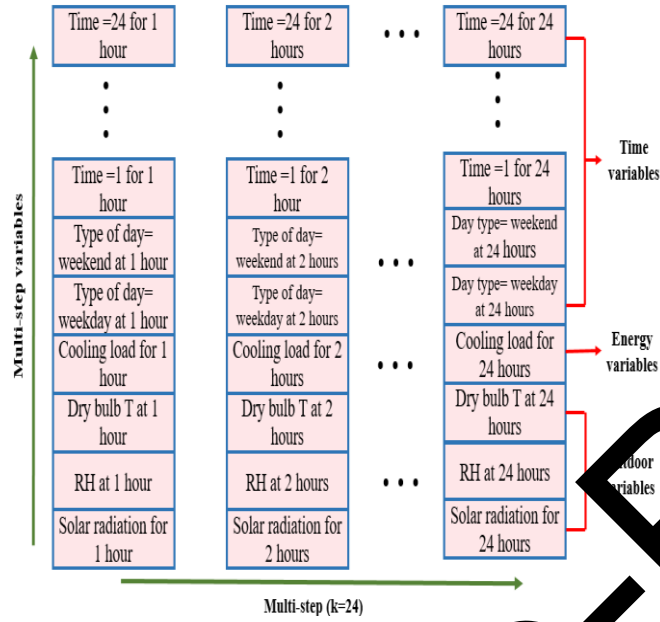 Time =24 for 1
hour
Time =24 for 2
hours
Time =24 for 24
hours
Time =1 for 1
hour
Time =1 for 2
hour
Time =1 for 24
hours
Type of day=
weekend at 1 hour
Type of day=
weekend at 2 hours
Day type= weekend
at 24 hours
Type of day=
weekday at 1 hour
Type of day=
weekday at 2 hours
Day type= weekday
at 24 hours
Cooling load for 1
hour
Cooling load for 2
hours
Cooling load for
24 hours
Dry bulb T at 1
hour
Dry bulb T at 2
hours
Dry bulb T at 24
hours
RH at 1 hour
RH at 2 hours
RH at 24 hours
Solar radiation for
1 hour
Solar radiation for
2 hours
Solar radiation for
24 hours
Time
variables
Energy
variables
Multi-step variables
Multi-step (k=24)